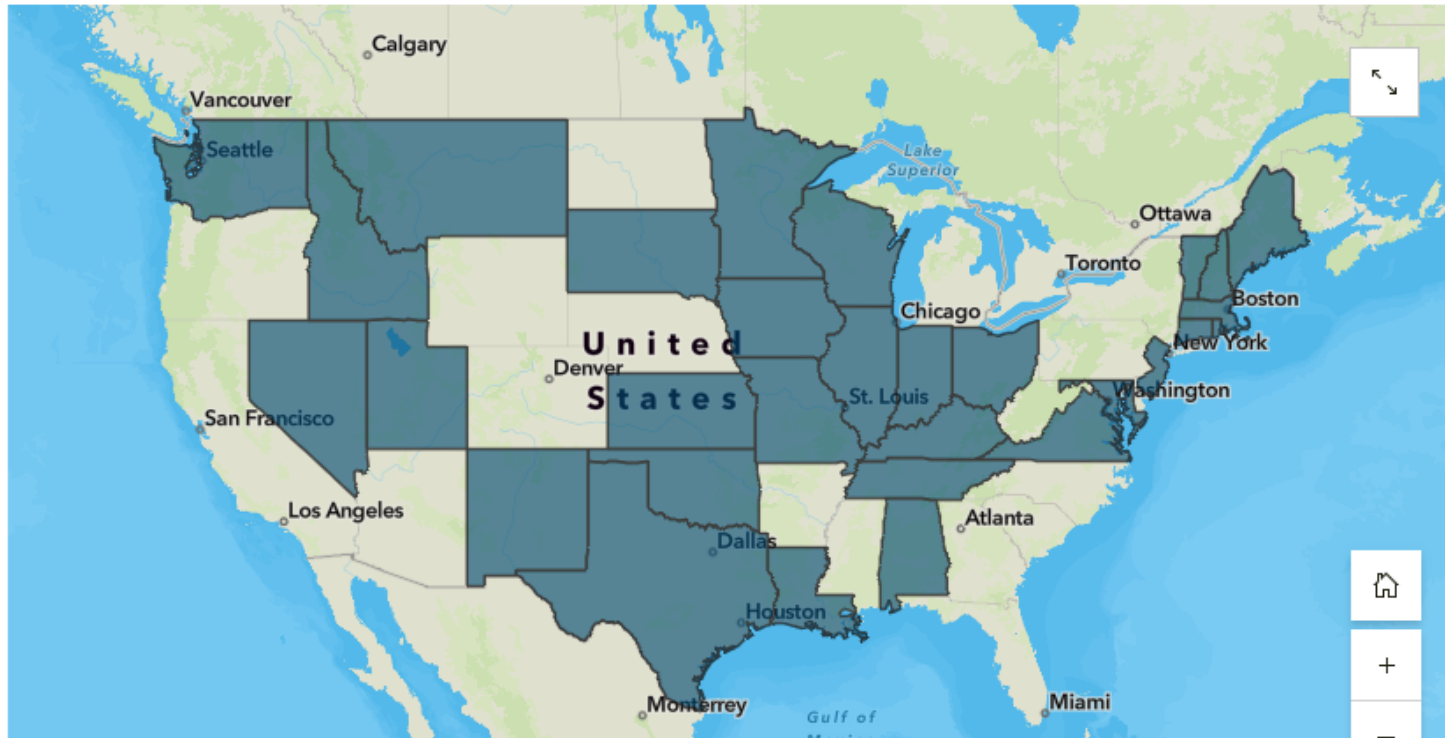 Calgary
Vancouver
Seattle
Lake
Superior
Ottawa
Toronto
Boston
Chicago
United
New York
Denver
Washington
States
St. Louis
San Francisco
Los Angeles
Atlanta
Dallas
Houston
Monterrey
Miami
Gulf of